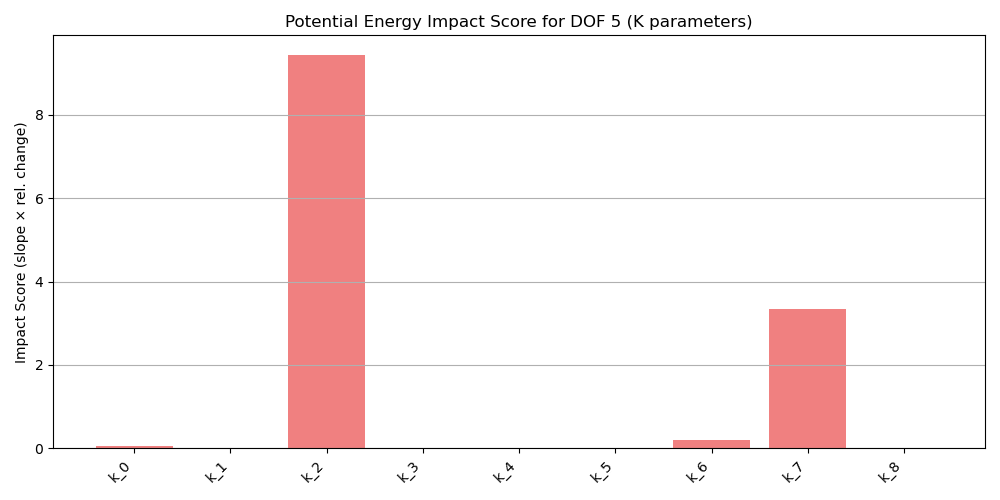 Potential Energy Impact Score for DOF 5 (K parameters)
Impact Score (slope × rel. change)
8
6
4
2
0
k_0
k_1
k_2
k_3
k_4
k_5
k_6
k_7
k_8